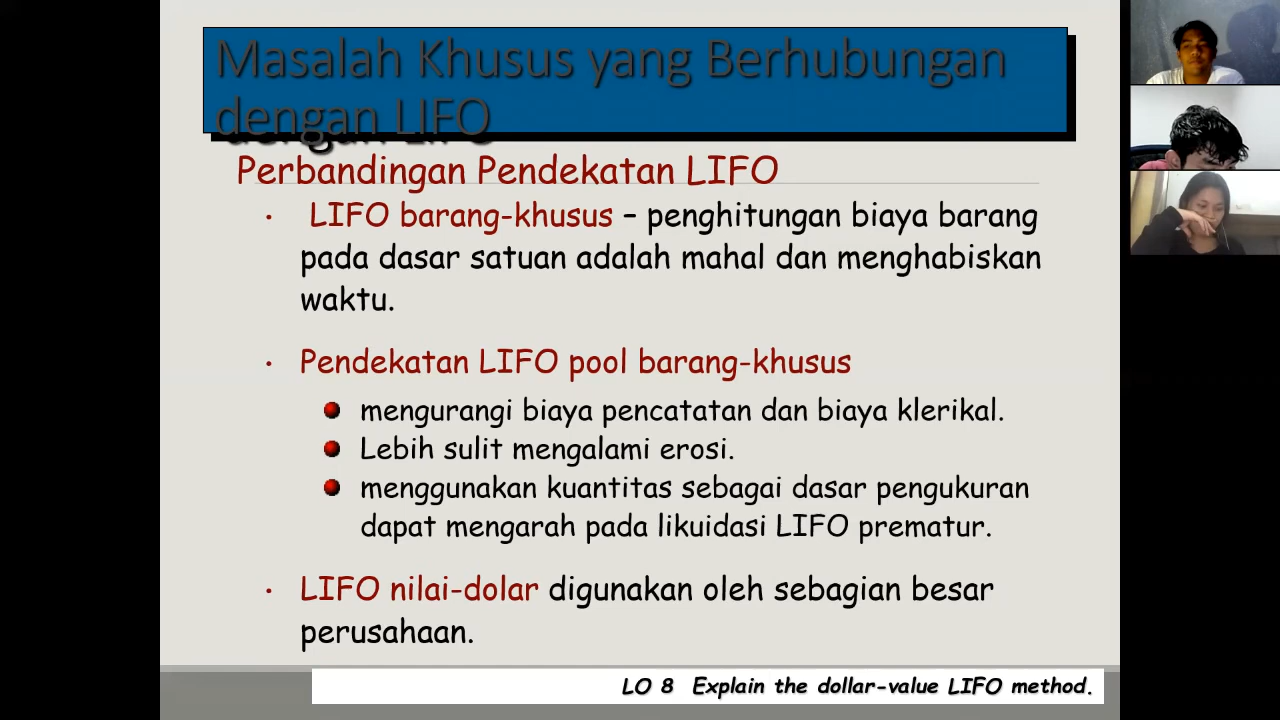 Masalah Khusus yang Berhubungan
dengan LIFO
Perbandingan Pendekatan LIFO
• LIFO barang-khusus – penghitungan biaya barang
pada dasar satuan adalah mahal dan menghabiskan
waktu.
• Pendekatan LIFO pool barang-khusus
mengurangi biaya pencatatan dan biaya klerikal.
Lebih sulit mengalami erosi.
menggunakan kuantitas sebagai dasar pengukuran
dapat mengarah pada likuidasi LIFO prematur.
• LIFO nilai-dolar digunakan oleh sebagian besar
perusahaan.
LO 8 Explain the dollar-value LIFO method.